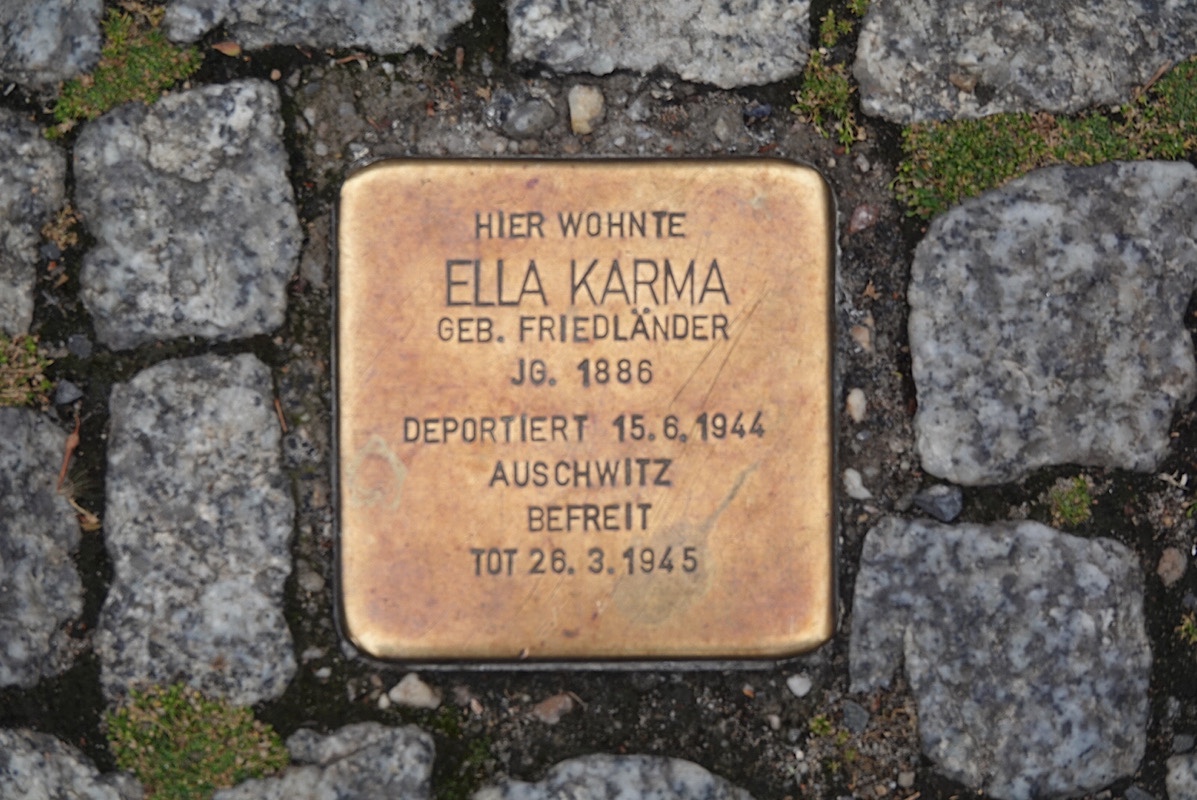 HIER WOHNTE
ELLA KARMA
GEB. FRIEDLÄNDER
JG. 1886
DEPORTIERT 15.6.1944
AUSCHWITZ
BEFREIT
TOT 26.3.1945